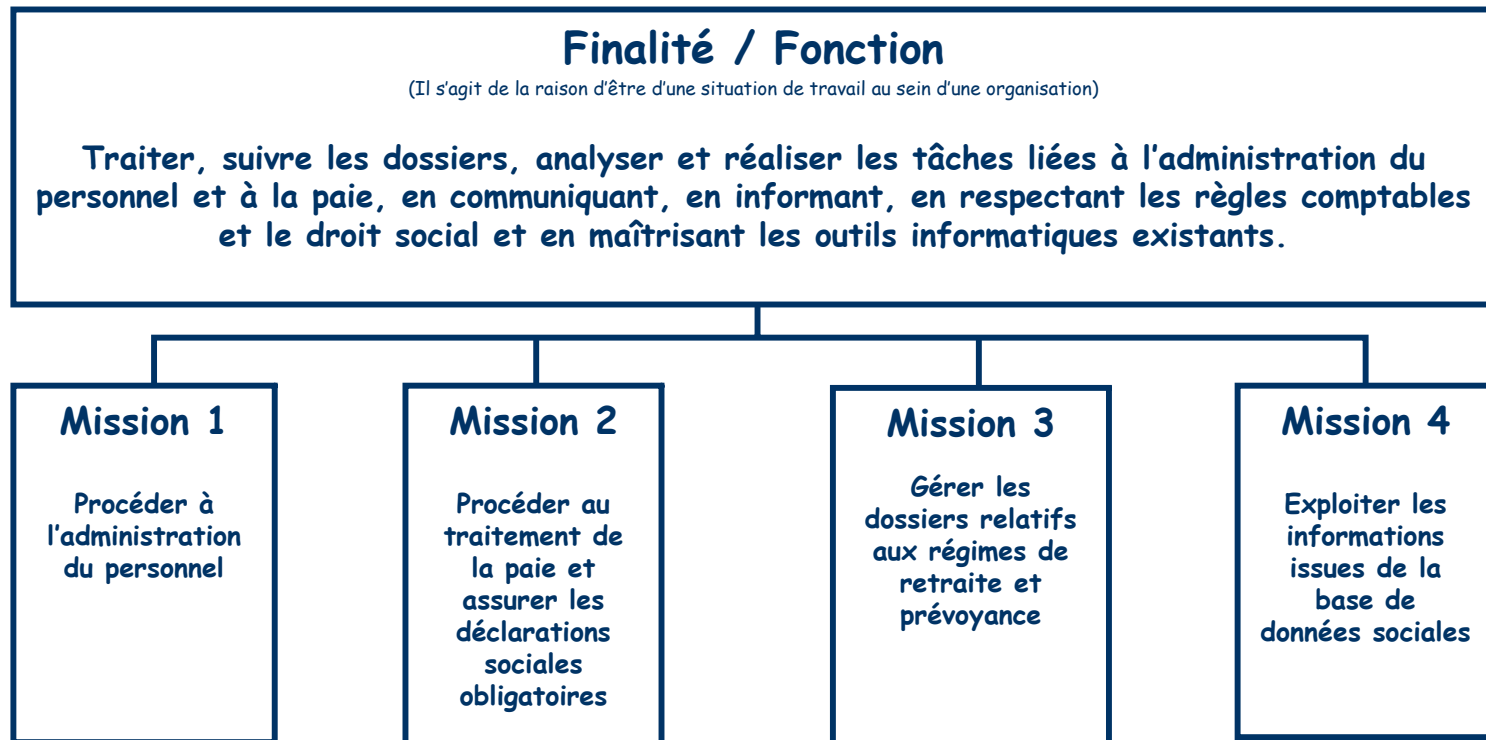 Finalité / Fonction
(Il s'agit de la raison d'être d'une situation de travail au sein d'une organisation)
Traiter, suivre les dossiers, analyser et réaliser les tâches liées à l'administration du
personnel et à la paie, en communiquant, en informant, en respectant les règles comptables
et le droit social et en maîtrisant les outils informatiques existants.
Mission 1
Procéder à
l'administration
du personnel
Mission 2
Procéder au
traitement de
la paie et
assurer les
déclarations
sociales
obligatoires
Mission 3
Gérer les
dossiers relatifs
aux régimes de
retraite et
prévoyance
Mission 4
Exploiter les
informations
issues de la
base de
données sociales